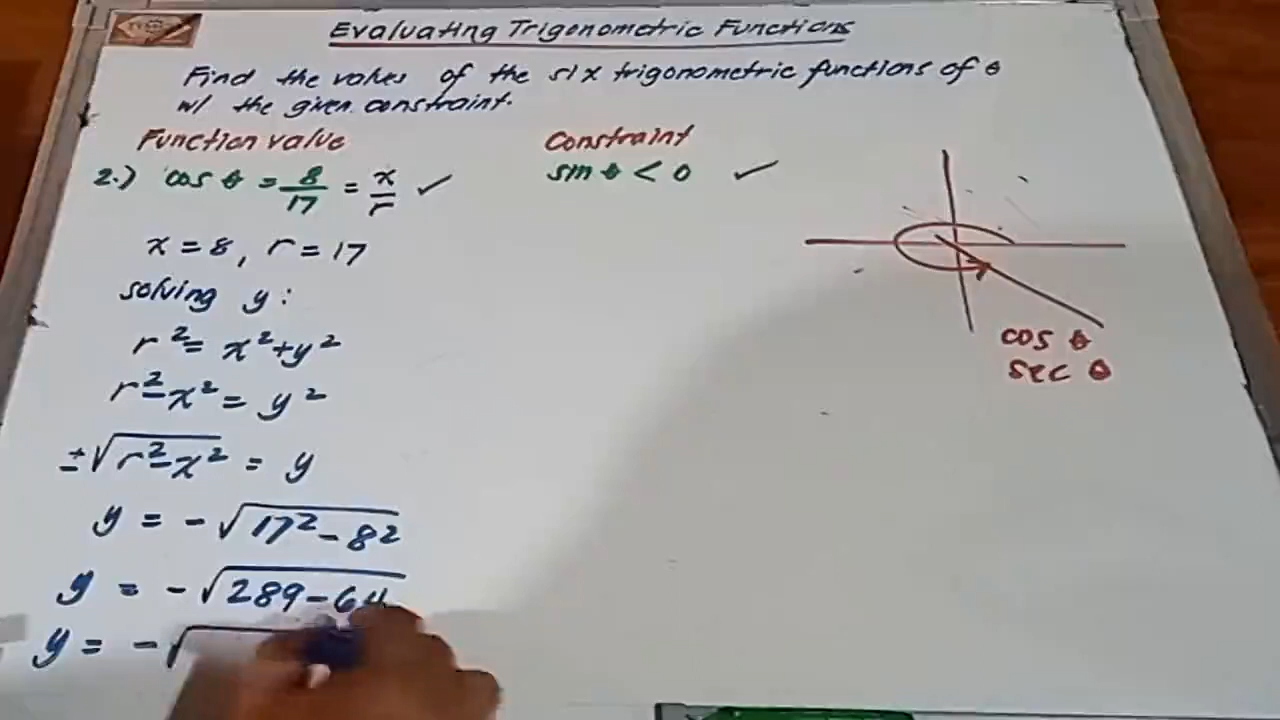 Evaluating Trigonometric Functions
Find the values of the six trigonometric functions of θ
w/ the given constraint.
Function value
Constraint
2.) cos θ = 8/17 = x/r ✓
sin θ < 0 ✓
x = 8, r = 17
solving y:
r² = x² + y²
r² - x² = y²
±√(r² - x²) = y
y = -√(17² - 8²)
y = -√(289 - 64)
y = -√
cos θ
sec θ